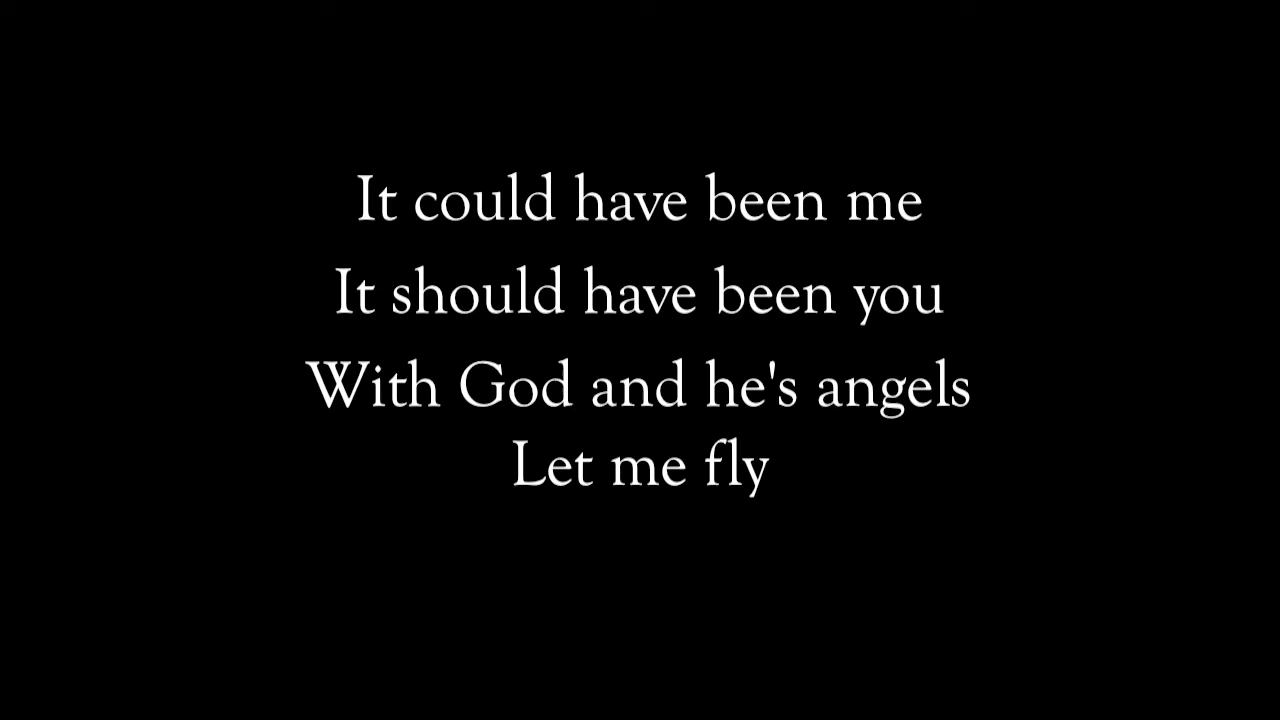 It could have been me
It should have been you
With God and he's angels
Let me fly